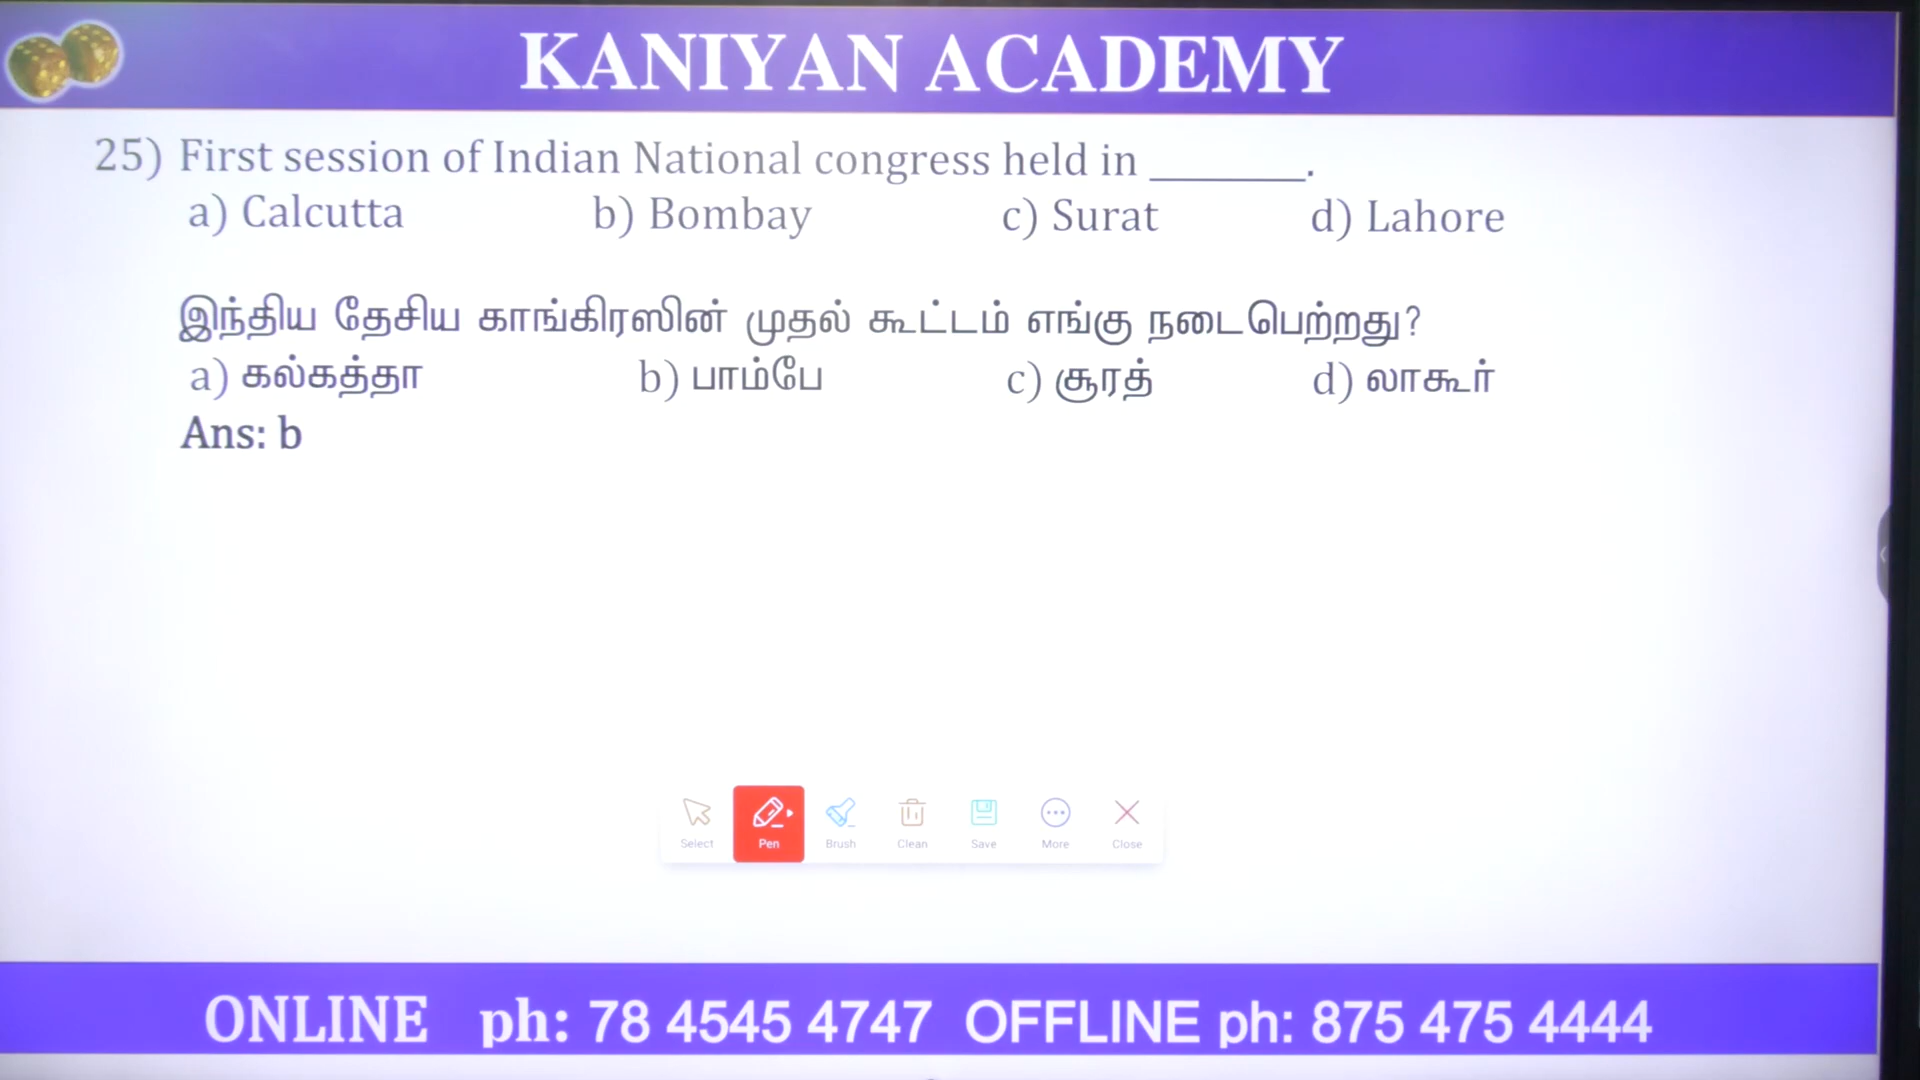 KANIYAN ACADEMY
25) First session of Indian National congress held in ________.
a) Calcutta b) Bombay c) Surat d) Lahore
இந்திய தேசிய காங்கிரஸின் முதல் கூட்டம் எங்கு நடைபெற்றது?
a) கல்கத்தா b) பாம்பே c) சூரத் d) லாகூர்
Ans: b
Select Pen Brush Clean Save More Close
ONLINE ph: 78 4545 4747 OFFLINE ph: 875 475 4444